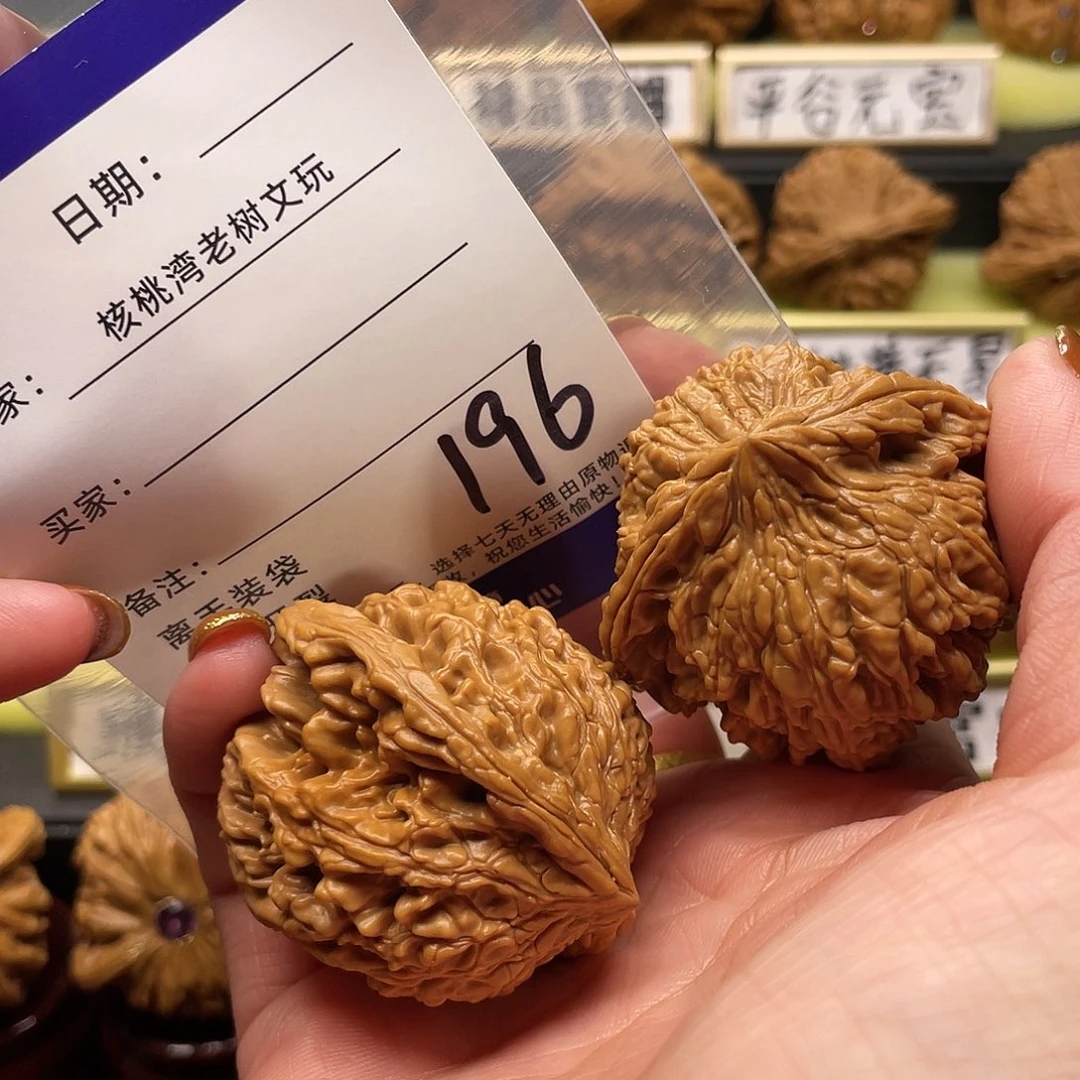 日期：
核桃湾老树文玩
家：
买家：
备注：
196
离手装袋
选择七天无理由原物
祝您生活愉快！
心
平谷元宝